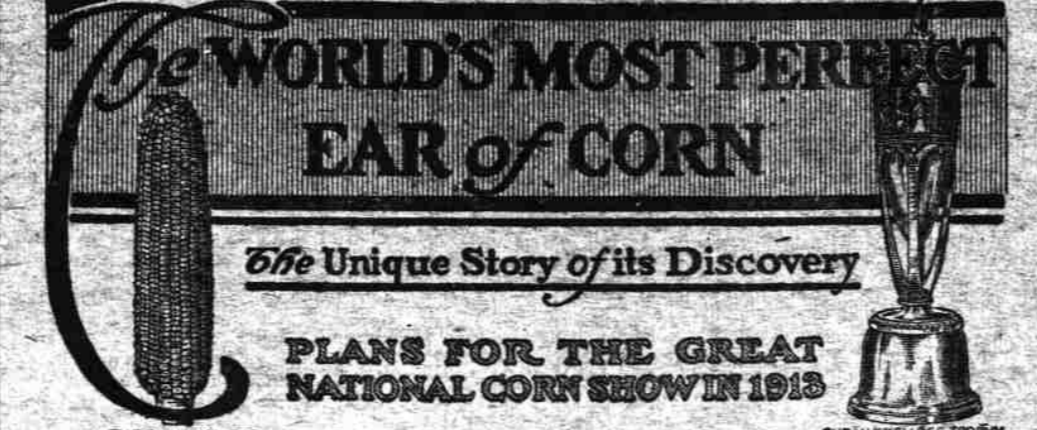 The WORLD'S MOST PERFECT
EAR of CORN
The Unique Story of its Discovery
PLANS FOR THE GREAT
NATIONAL CORN SHOW IN 1913